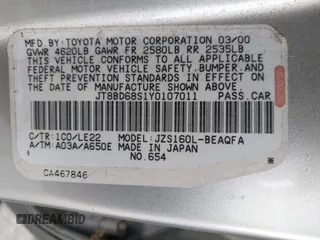 MFD. BY TOYOTA MOTOR CORPORATION 03/00
GVWR 4620LB GAWR FR 2580LB RR 2535LB
THIS VEHICLE CONFORMS TO ALL APPLICABLE
FEDERAL MOTOR VEHICLE SAFETY, BUMPER, AND
THEFT PREVENTION STANDARDS IN EFFECT ON
THE DATE OF MANUFACTURE SHOWN ABOVE.
JT8BD68S1Y0107011 PASS.CAR
C/TR:1C0/LE22 MODEL:JZS160L-BEAQFA
A/TM:A03A/A650E MADE IN JAPAN
NO.654
CA467846
BIDCARS